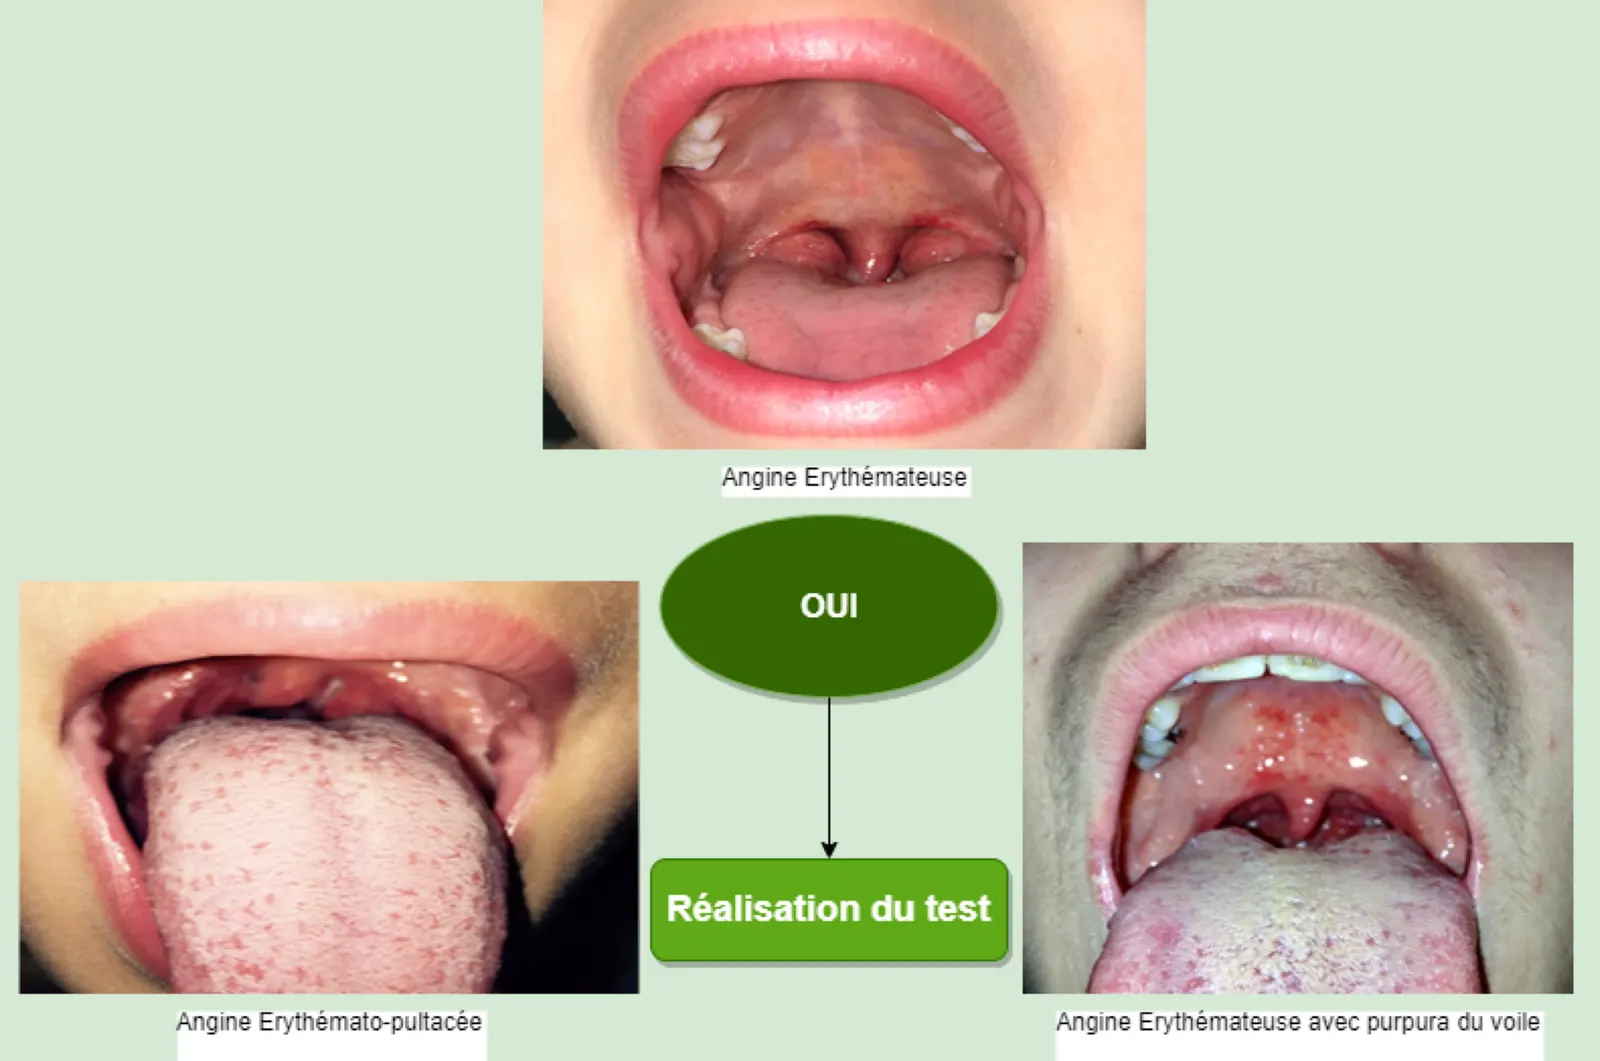 Angine Erythémateuse
OUI
Réalisation du test
Angine Erythémato-pultacée
Angine Erythémateuse avec purpura du voile